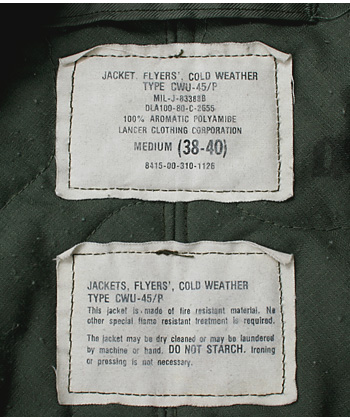 JACKET, FLYERS', COLD WEATHER
TYPE CWU-45/P
MIL-J-83388B
DLA100-80-C-2655
100% AROMATIC POLYAMIDE
LANCER CLOTHING CORPORATION
MEDIUM (38-40)
8415-00-310-1126
JACKETS, FLYERS', COLD WEATHER
TYPE CWU-45/P
This jacket is made of fire resistant material. No
other special flame resistant treatment is required.
The jacket may be dry cleaned or may be laundered
by machine or hand. DO NOT STARCH. Ironing
or pressing is not necessary.